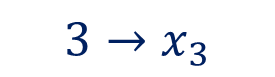 3 → x₃